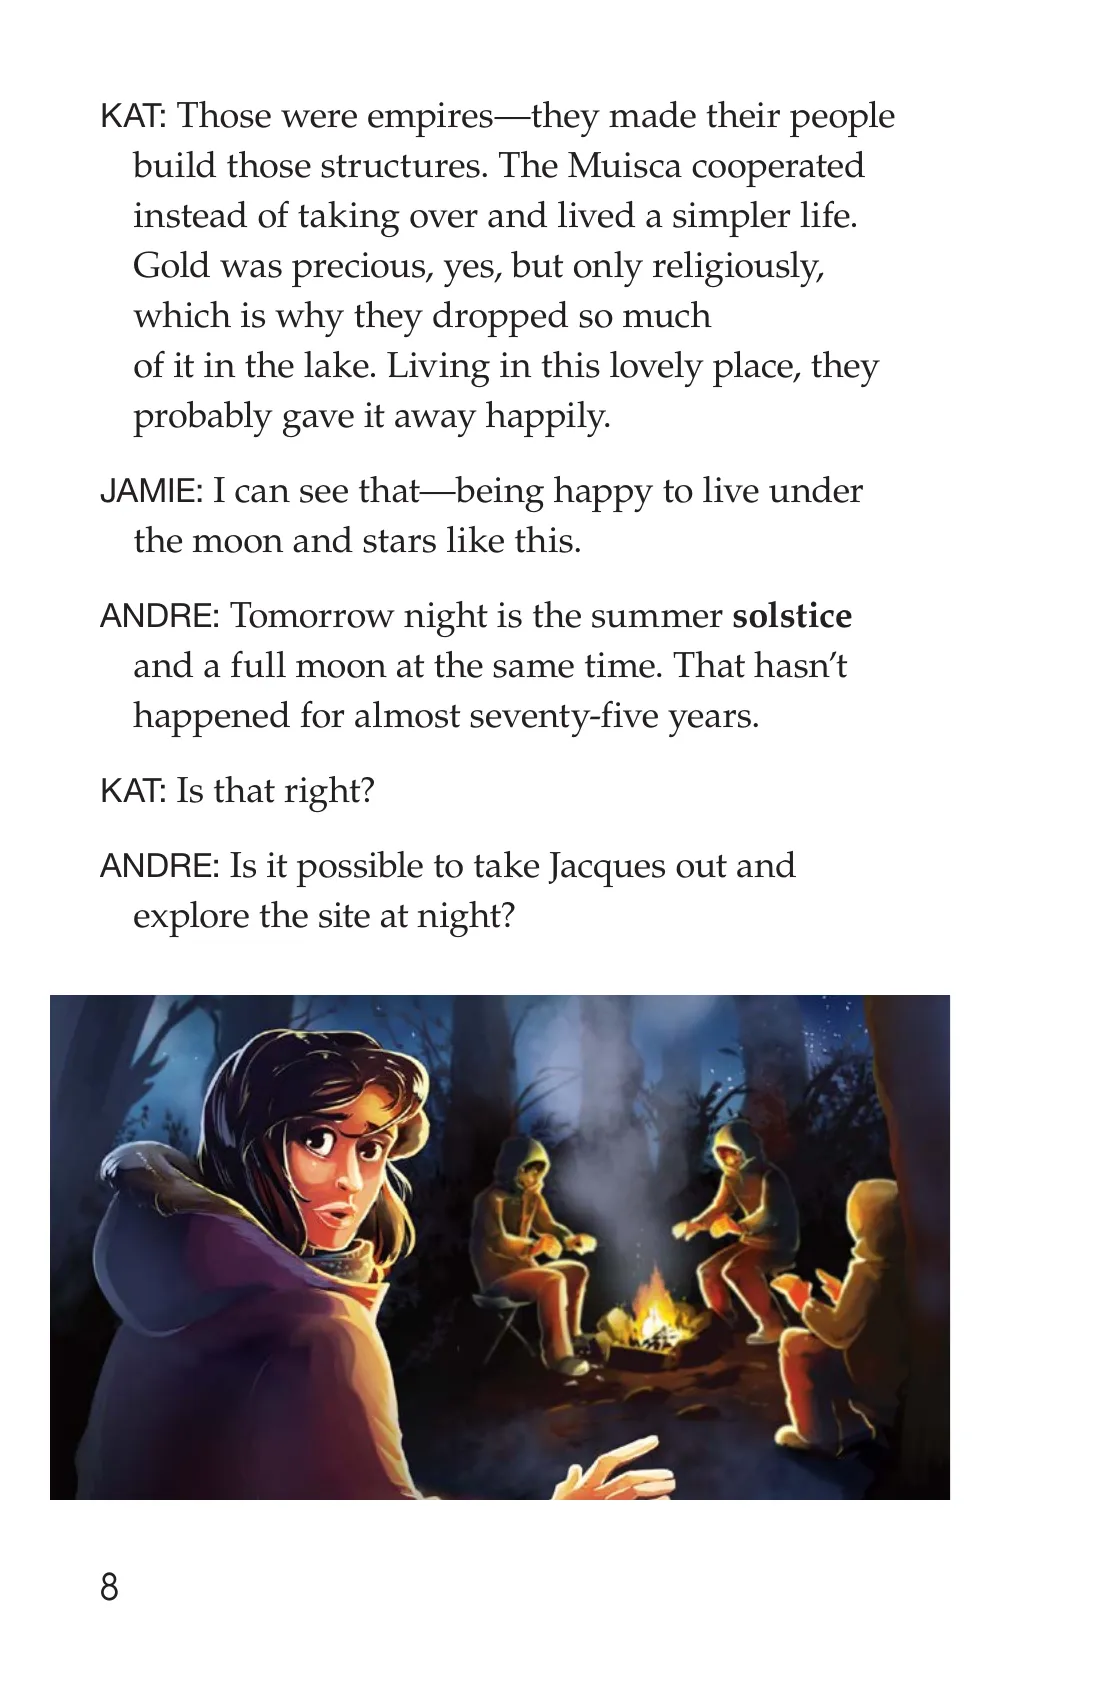 KAT: Those were empires—they made their people
build those structures. The Muisca cooperated
instead of taking over and lived a simpler life.
Gold was precious, yes, but only religiously,
which is why they dropped so much
of it in the lake. Living in this lovely place, they
probably gave it away happily.
JAMIE: I can see that—being happy to live under
the moon and stars like this.
ANDRE: Tomorrow night is the summer solstice
and a full moon at the same time. That hasn’t
happened for almost seventy-five years.
KAT: Is that right?
ANDRE: Is it possible to take Jacques out and
explore the site at night?
8